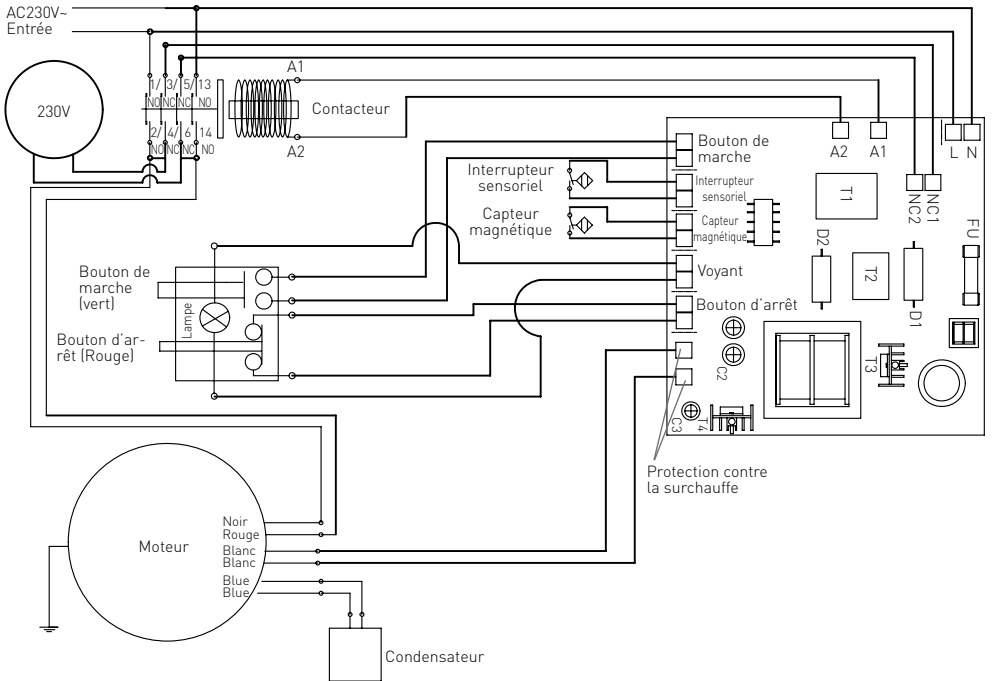 AC230V~
Entrée
230V
1/ 3/ 5/ 13
NO NC NC NO
2/ 4/ 6 14
NO NC NC NO
A1
A2
Contacteur
A2 A1
L N
NC2
NC1
FU
T1
T2
D2
D1
T3
C2
C3
T4
Bouton de
marche
Interrupteur
sensoriel
Capteur
magnétique
Voyant
Bouton d’arrêt
Interrupteur
sensoriel
Capteur
magnétique
Bouton de
marche
(vert)
Bouton d’ar-
rêt (Rouge)
Lampe
Protection contre
la surchauffe
Moteur
Noir
Rouge
Blanc
Blanc
Blue
Blue
Condensateur